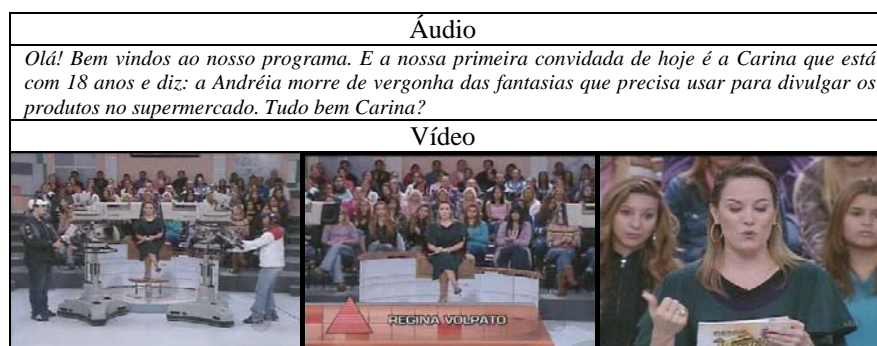 Áudio
Olá! Bem vindos ao nosso programa. E a nossa primeira convidada de hoje é a Carina que está
com 18 anos e diz: a Andréia morre de vergonha das fantasias que precisa usar para divulgar os
produtos no supermercado. Tudo bem Carina?
Vídeo
REGINA VOLPATO